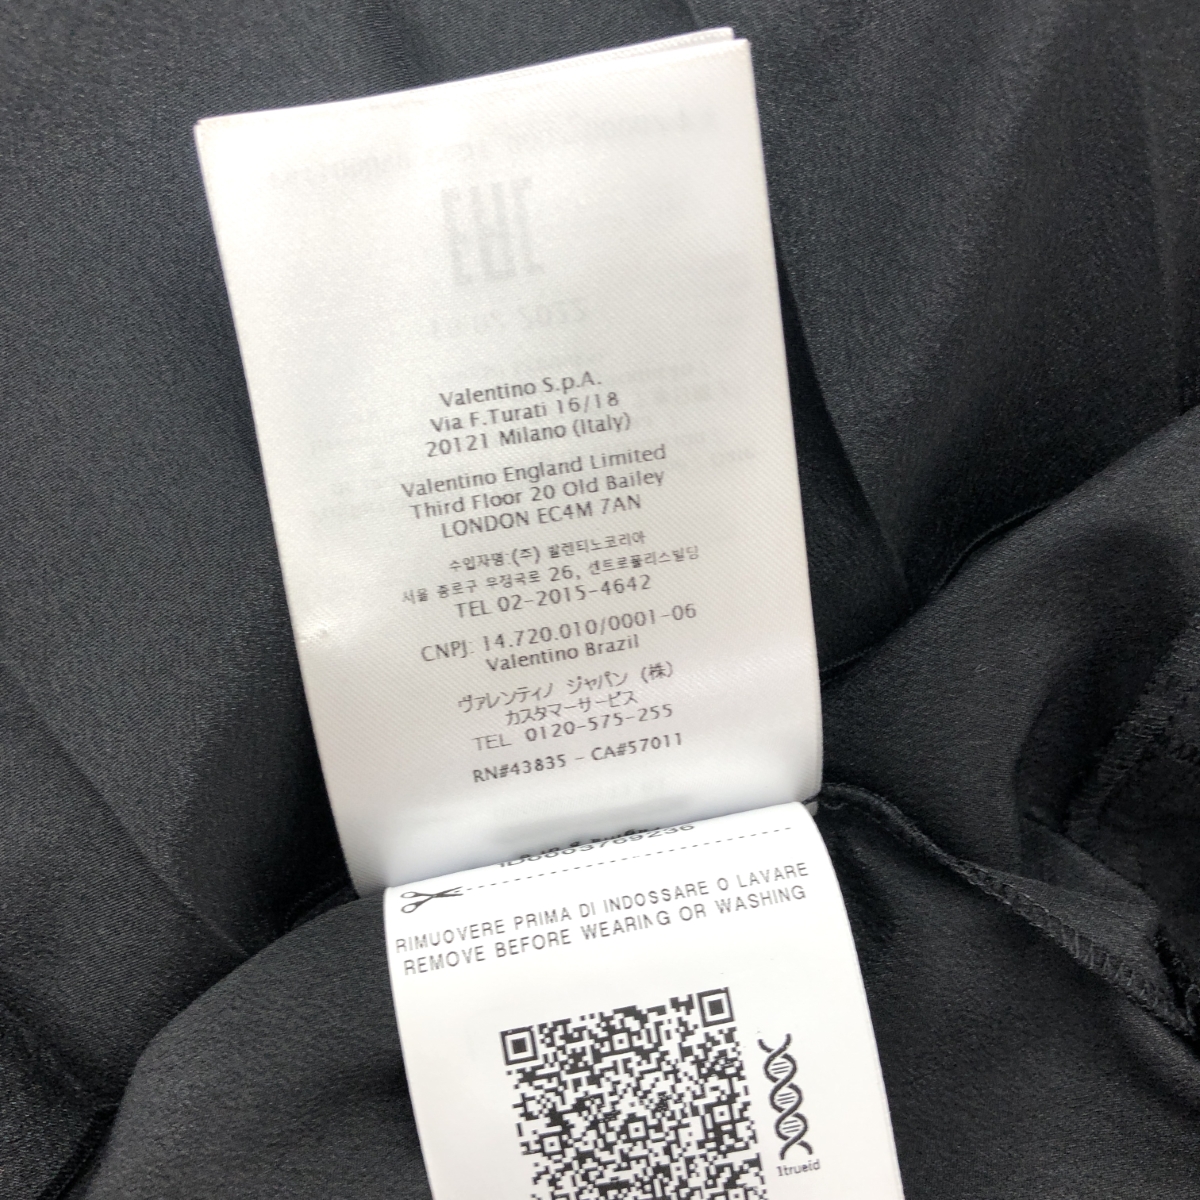 Valentino S.p.A.
Via F.Turati 16/18
20121 Milano (Italy)
Valentino England Limited
Third Floor 20 Old Bailey
LONDON EC4M 7AN
수입자명:(주) 발렌티노코리아
서울 종로구 우정국로 26, 센트로폴리스빌딩
TEL 02-2015-4642
CNPJ: 14.720.010/0001-06
Valentino Brazil
ヴァレンティノ ジャパン (株)
カスタマーサービス
TEL 0120-575-255
RN#43835 - CA#57011
RIMUOVERE PRIMA DI INDOSSARE O LAVARE
REMOVE BEFORE WEARING OR WASHING
1trueid